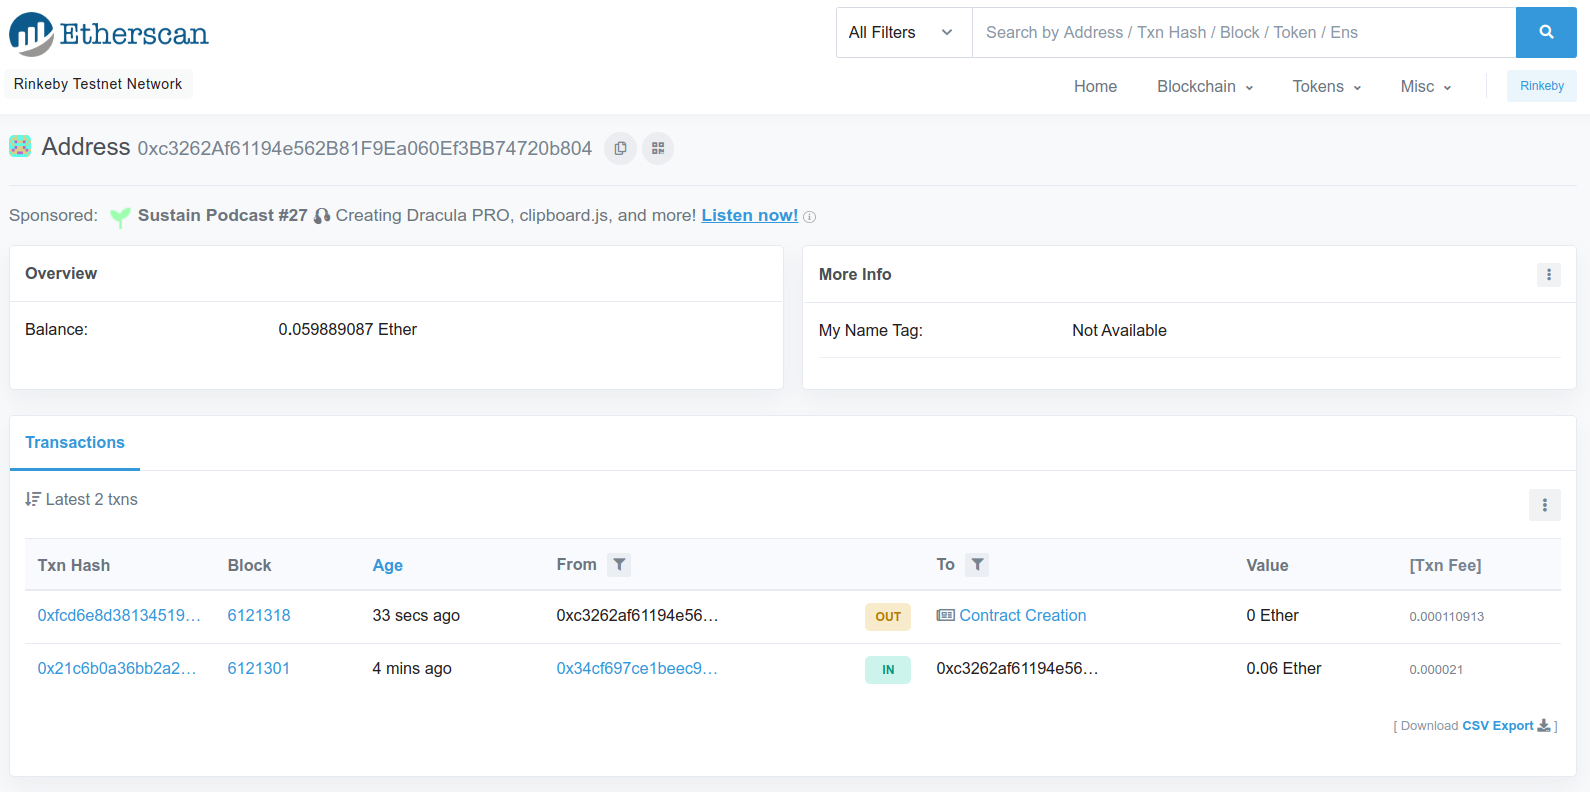 Etherscan
All Filters
Search by Address / Txn Hash / Block / Token / Ens
Rinkeby Testnet Network
Home Blockchain Tokens Misc Rinkeby
Address 0xc3262Af61194e562B81F9Ea060Ef3BB74720b804
Sponsored: Sustain Podcast #27 Creating Dracula PRO, clipboard.js, and more! Listen now!
Overview
Balance: 0.059889087 Ether
More Info
My Name Tag: Not Available
Transactions
Latest 2 txns
Txn Hash Block Age From To Value [Txn Fee]
0xfcd6e8d38134519... 6121318 33 secs ago 0xc3262af61194e56... OUT Contract Creation 0 Ether 0.000110913
0x21c6b0a36bb2a2... 6121301 4 mins ago 0x34cf697ce1beec9... IN 0xc3262af61194e56... 0.06 Ether 0.000021
[ Download CSV Export ]